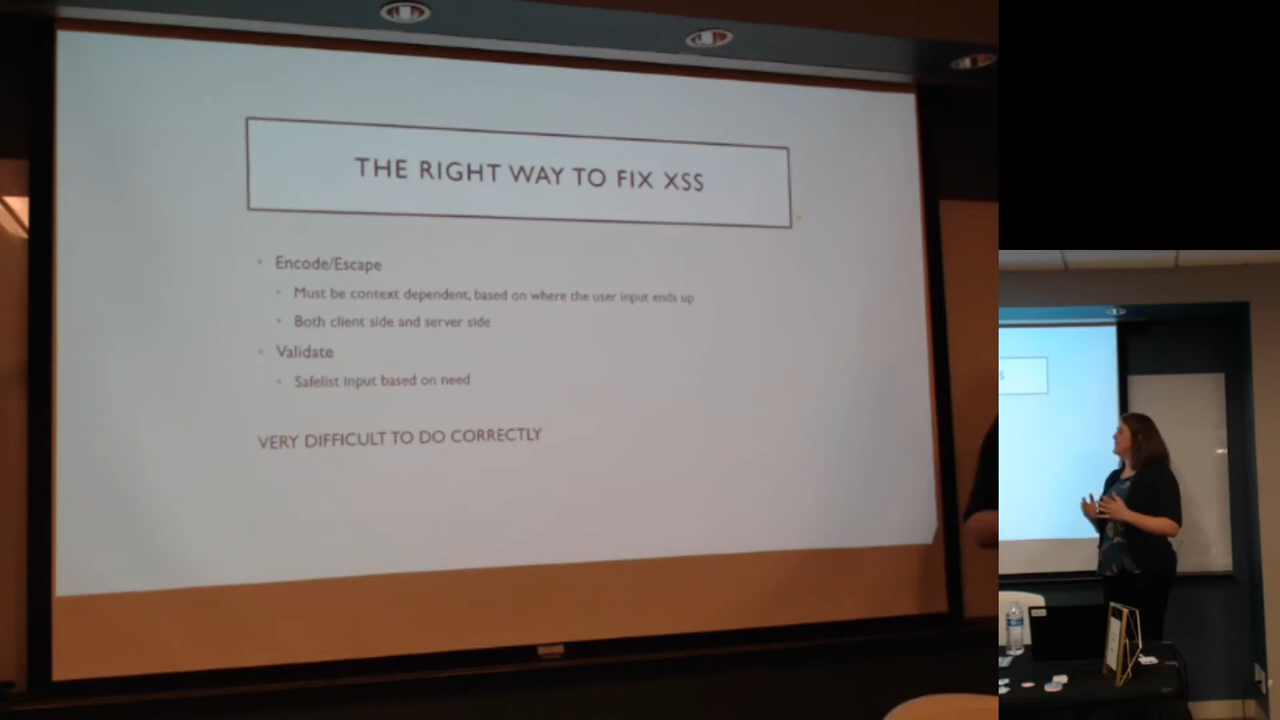 THE RIGHT WAY TO FIX XSS
Encode/Escape
Must be context dependent, based on where the user input ends up
Both client side and server side
Validate
Safelist input based on need
VERY DIFFICULT TO DO CORRECTLY
S